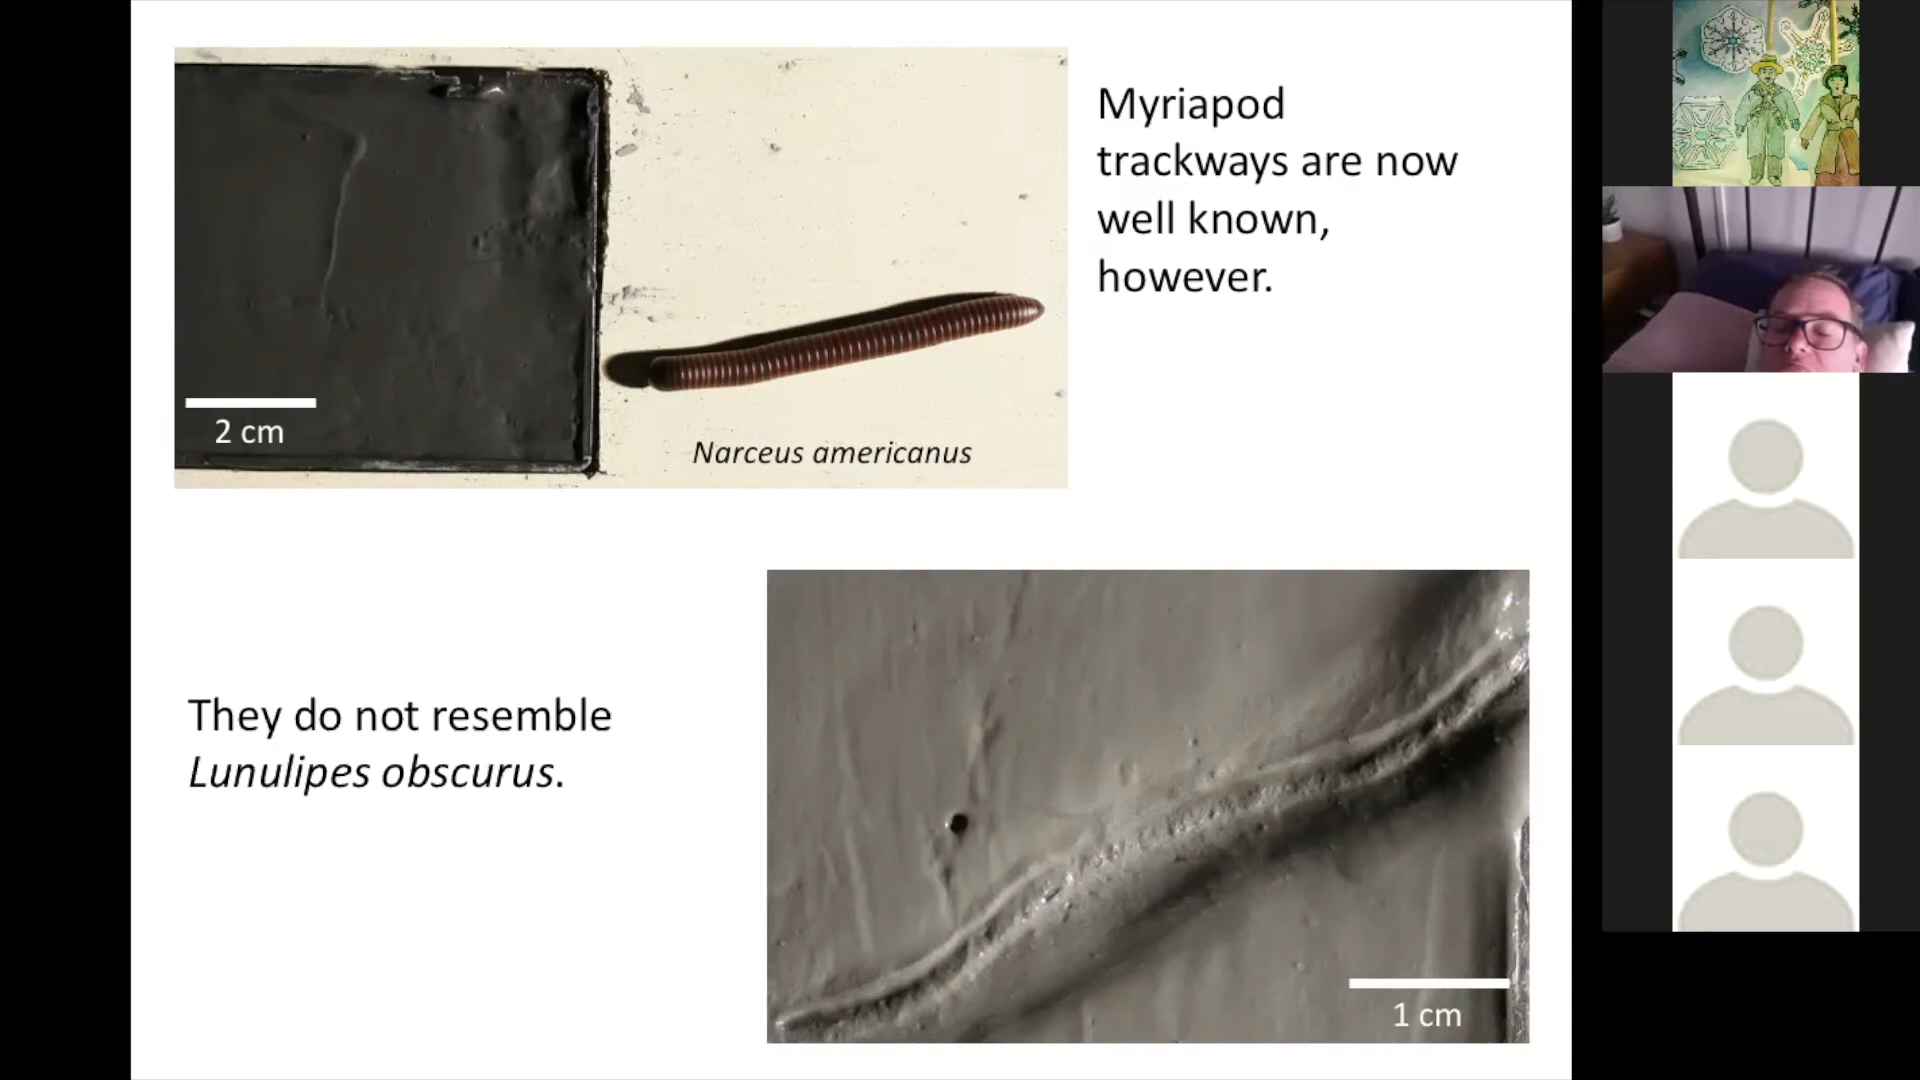 Myriapod
trackways are now
well known,
however.
2 cm
Narceus americanus
They do not resemble
Lunulipes obscurus.
1 cm